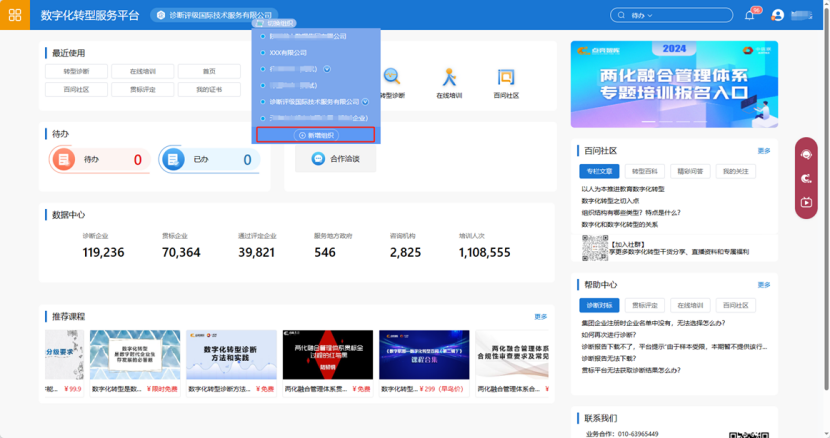 数字化转型服务平台
诊断评级国际技术服务有限公司
待办
56
切换组织
XXX有限公司
诊断评级国际技术服务有限公司
新增组织
最近使用
转型诊断
在线培训
首页
百问社区
贯标评定
我的证书
转型诊断
在线培训
百问社区
待办
待办
0
已办
0
合作洽谈
数据中心
诊断企业
贯标企业
通过评定企业
服务地方政府
咨询机构
培训人次
119,236
70,364
39,821
546
2,825
1,108,555
推荐课程
更多
分级要求
数字化转型
课程合集
数字化转型诊断
方法和实践
两化融合管理体系贯标全
过程的红与黑
两化融合管理体系
合规性审查要求及常见
¥99.9
数字化转型是数...
¥限时免费
数字化转型诊断方法...
¥免费
两化融合管理体系贯...
¥免费
数字化转型...
¥299（早鸟价）
两化融合管理体系合...
2024
两化融合管理体系
专题培训报名入口
百问社区
更多
专栏文章
转型百科
精彩问答
我的关注
以人为本推进教育数字化转型
数字化转型之切入点
组织结构有哪些类型？特点是什么？
数字化和数字化转型的关系
【加入社群】
享更多数字化转型干货分享、直播资料和专属福利
帮助中心
更多
诊断对标
贯标评定
在线培训
百问社区
集团企业注册时企业名单中没有，无法选择怎么办？
如何再次进行诊断？
诊断报告下载不了，平台提示“由于样本受限，本期暂不提供该行...
诊断报告无法下载？
贯标平台无法获取诊断结果怎么办？
联系我们
业务合作：010-63965449